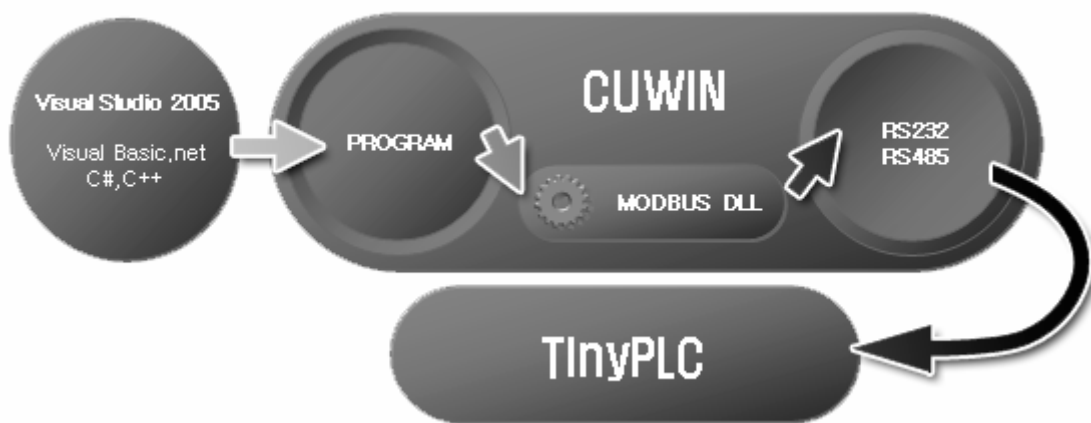 Visual Studio 2005
Visual Basic,net
C#,C++
PROGRAM
CUWIN
MODBUS DLL
RS232
RS485
TInyPLC